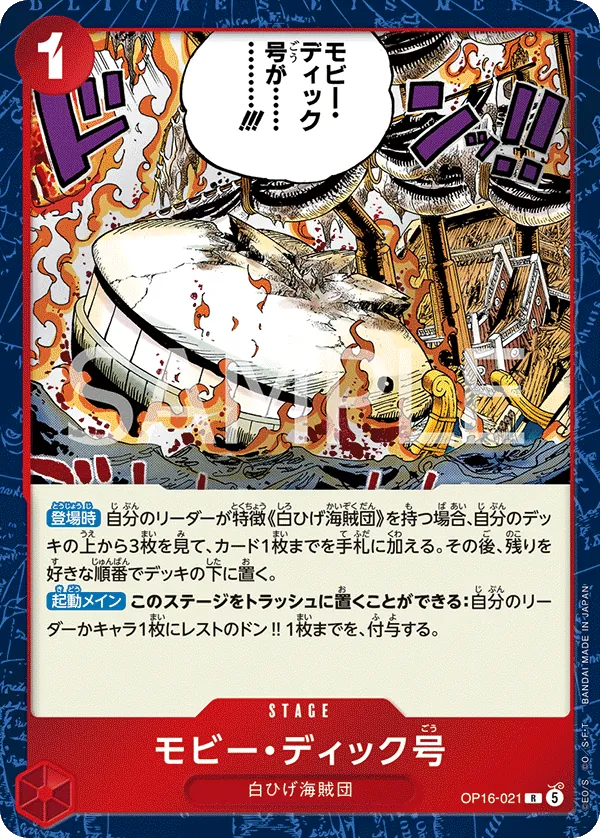 1
モビー・
ディック
号が……
…………!!!
ドドン
ッ!!
SAMPLE
登場時 自分のリーダーが特徴《白ひげ海賊団》を持つ場合、自分のデッ
キの上から3枚を見て、カード1枚までを手札に加える。その後、残りを
好きな順番でデッキの下に置く。
起動メイン このステージをトラッシュに置くことができる：自分のリー
ダーかキャラ1枚にレストのドン!!1枚までを、付与する。
STAGE
モビー・ディック号
白ひげ海賊団
OP16-021 R 5
©E.O./S. ©O./S.,F.,T. BANDAI MADE IN JAPAN